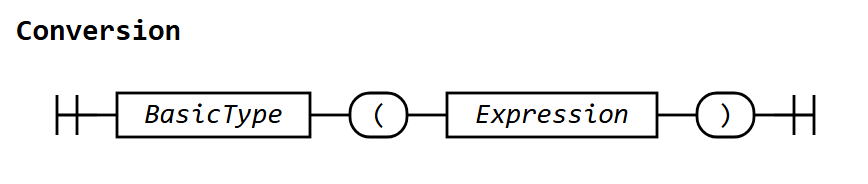 Conversion
BasicType ( Expression )